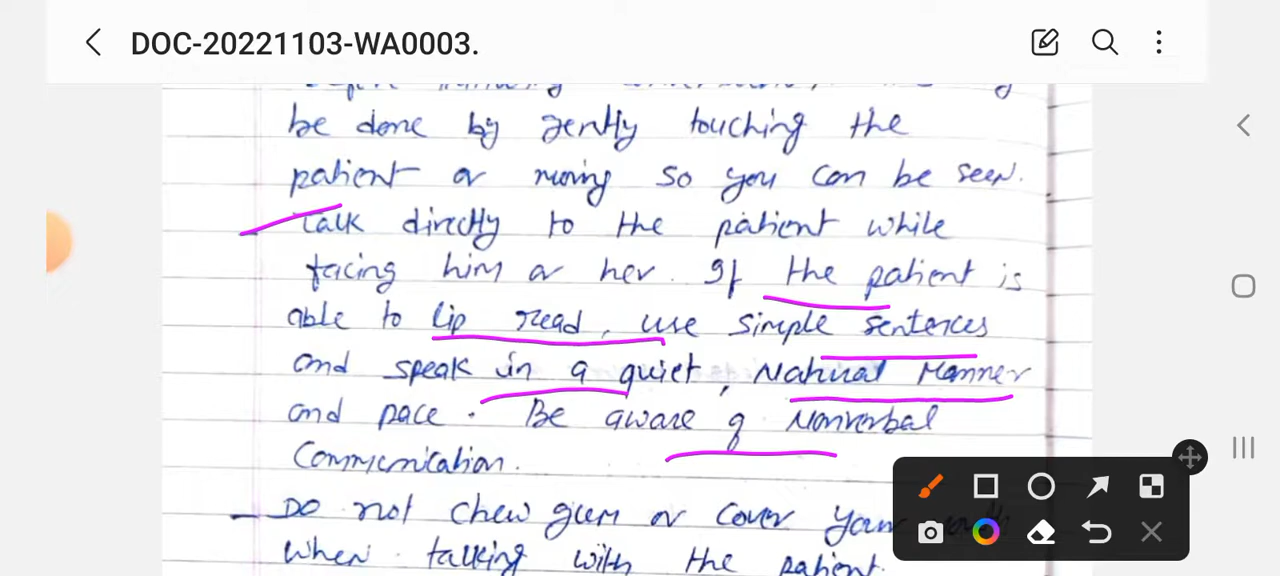 DOC-20221103-WA0003.
be done by gently touching the
patient or moving so you can be seen.
Talk directly to the patient while
facing him or her. If the patient is
able to lip read, use simple sentences
and speak in a quiet, Natural Manner
and pace. Be aware of Nonverbal
Communication.
- Do not chew gum or cover your
when talking with the patient.